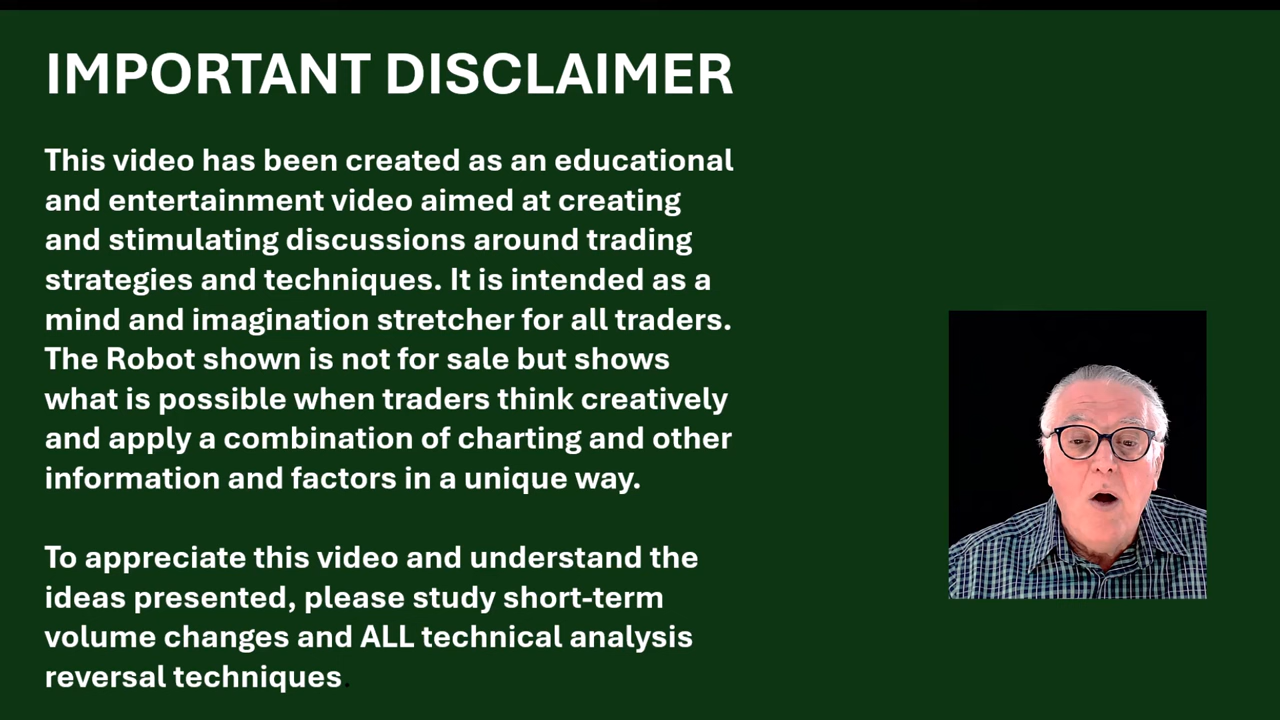 IMPORTANT DISCLAIMER
This video has been created as an educational
and entertainment video aimed at creating
and stimulating discussions around trading
strategies and techniques. It is intended as a
mind and imagination stretcher for all traders.
The Robot shown is not for sale but shows
what is possible when traders think creatively
and apply a combination of charting and other
information and factors in a unique way.
To appreciate this video and understand the
ideas presented, please study short-term
volume changes and ALL technical analysis
reversal techniques.